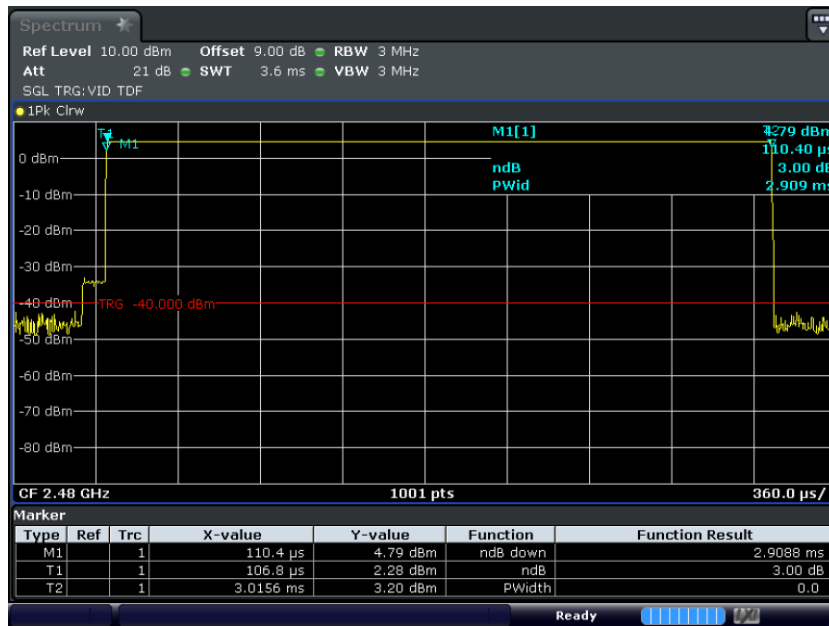 Spectrum
Ref Level 10.00 dBm Offset 9.00 dB RBW 3 MHz
Att 21 dB SWT 3.6 ms VBW 3 MHz
SGL TRG:VID TDF
1Pk Clrw
M1[1] 4.79 dBm
110.40 µs
ndB 3.00 dB
PWid 2.909 ms
T1
M1
T2
0 dBm
-10 dBm
-20 dBm
-30 dBm
-40 dBm
TRG -40.000 dBm
-50 dBm
-60 dBm
-70 dBm
-80 dBm
CF 2.48 GHz 1001 pts 360.0 µs/
Marker
Type Ref Trc X-value Y-value Function Function Result
M1 1 110.4 µs 4.79 dBm ndB down 2.9088 ms
T1 1 106.8 µs 2.28 dBm ndB 3.00 dB
T2 1 3.0156 ms 3.20 dBm PWidth 0.0
Ready